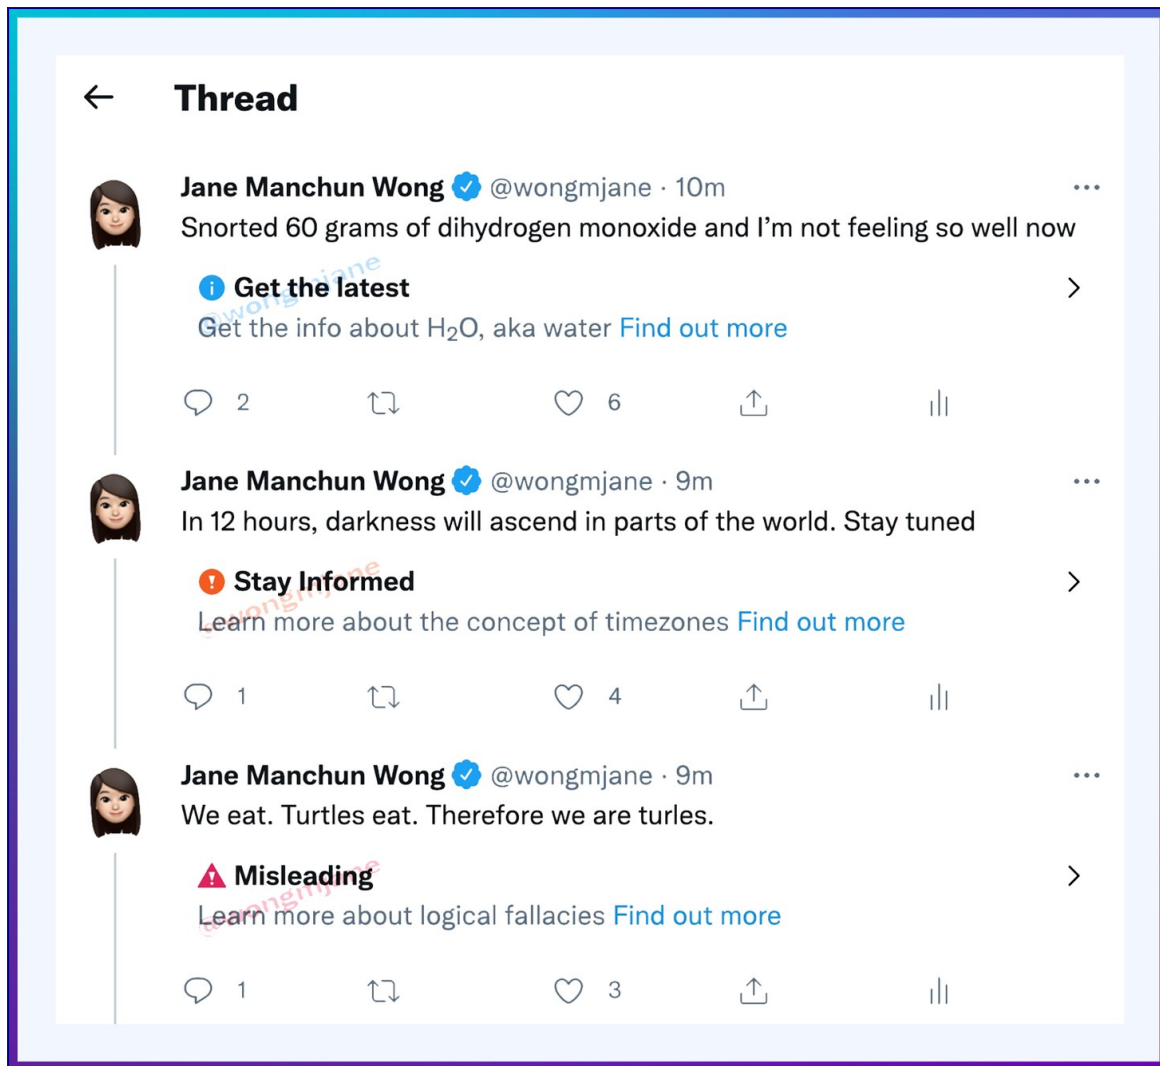 Thread
Jane Manchun Wong @wongmjane · 10m
Snorted 60 grams of dihydrogen monoxide and I’m not feeling so well now
@wongmjane
Get the latest
Get the info about H₂O, aka water Find out more
2 6
Jane Manchun Wong @wongmjane · 9m
In 12 hours, darkness will ascend in parts of the world. Stay tuned
@wongmjane
Stay Informed
Learn more about the concept of timezones Find out more
1 4
Jane Manchun Wong @wongmjane · 9m
We eat. Turtles eat. Therefore we are turles.
@wongmjane
Misleading
Learn more about logical fallacies Find out more
1 3